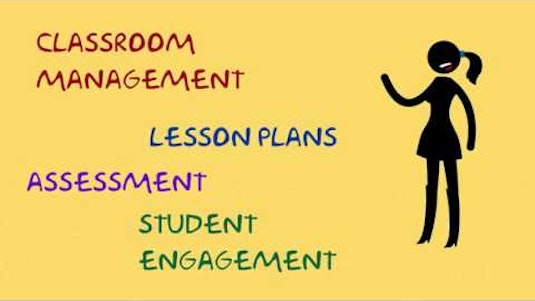 CLASSROOM
MANAGEMENT
LESSON PLANS
ASSESSMENT
STUDENT
ENGAGEMENT